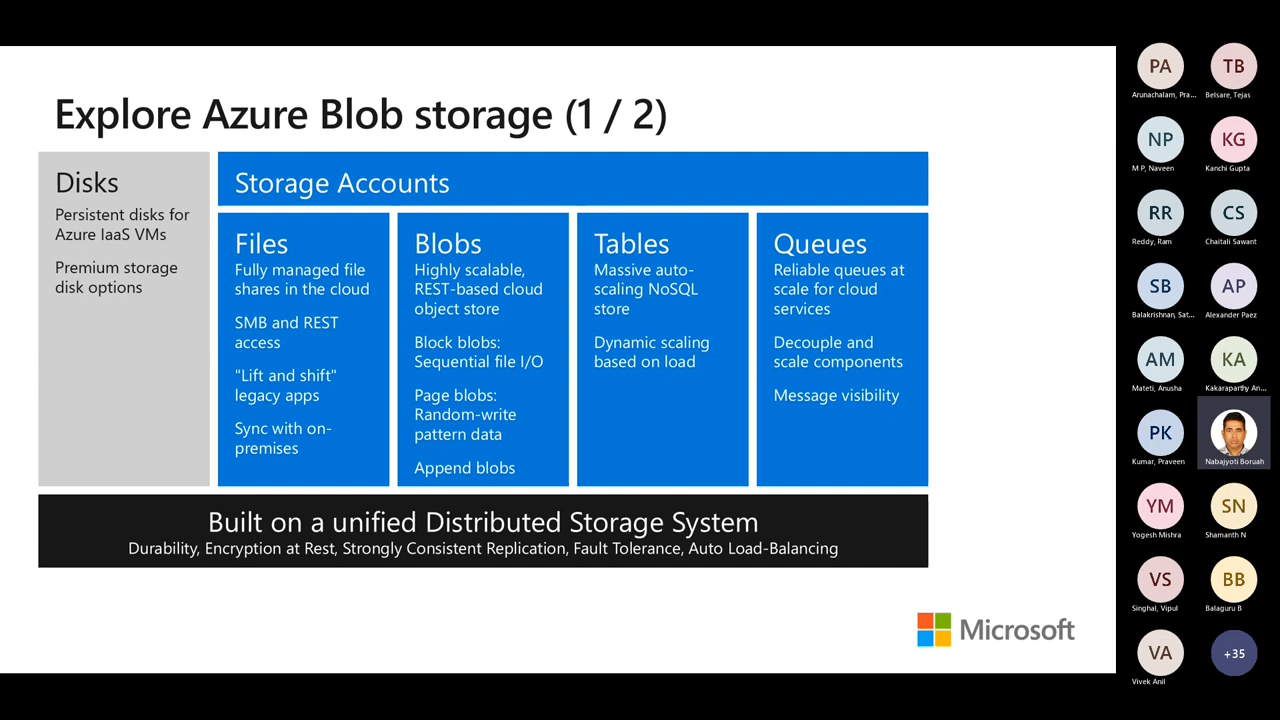 Explore Azure Blob storage (1 / 2)
Disks
Persistent disks for
Azure IaaS VMs
Premium storage
disk options
Storage Accounts
Files
Fully managed file
shares in the cloud
SMB and REST
access
"Lift and shift"
legacy apps
Sync with on-
premises
Blobs
Highly scalable,
REST-based cloud
object store
Block blobs:
Sequential file I/O
Page blobs:
Random-write
pattern data
Append blobs
Tables
Massive auto-
scaling NoSQL
store
Dynamic scaling
based on load
Queues
Reliable queues at
scale for cloud
services
Decouple and
scale components
Message visibility
Built on a unified Distributed Storage System
Durability, Encryption at Rest, Strongly Consistent Replication, Fault Tolerance, Auto Load-Balancing
Microsoft
PA
Arunachalam, Pra...
TB
Belsare, Tejas
NP
M P, Naveen
KG
Kanchi Gupta
RR
Reddy, Ram
CS
Chaitali Sawant
SB
Balakrishnan, Sat...
AP
Alexander Paez
AM
Mateti, Anusha
KA
Kakaraparthy An...
PK
Kumar, Praveen
Nabajyoti Boruah
YM
Yogesh Mishra
SN
Shamanth N
VS
Singhal, Vipul
BB
Balaguru B
VA
Vivek Anil
+35